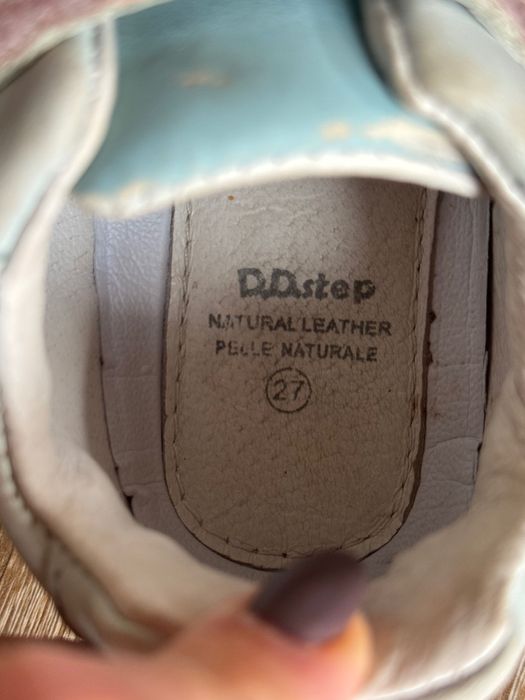 D.D.step
NATURAL LEATHER
PELLE NATURALE
27